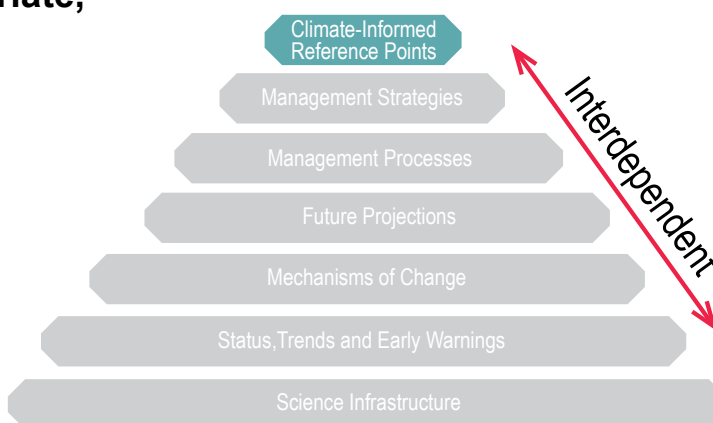 Climate-Informed
Reference Points
Management Strategies
Management Processes
Future Projections
Mechanisms of Change
Status,Trends and Early Warnings
Science Infrastructure
Interdependent